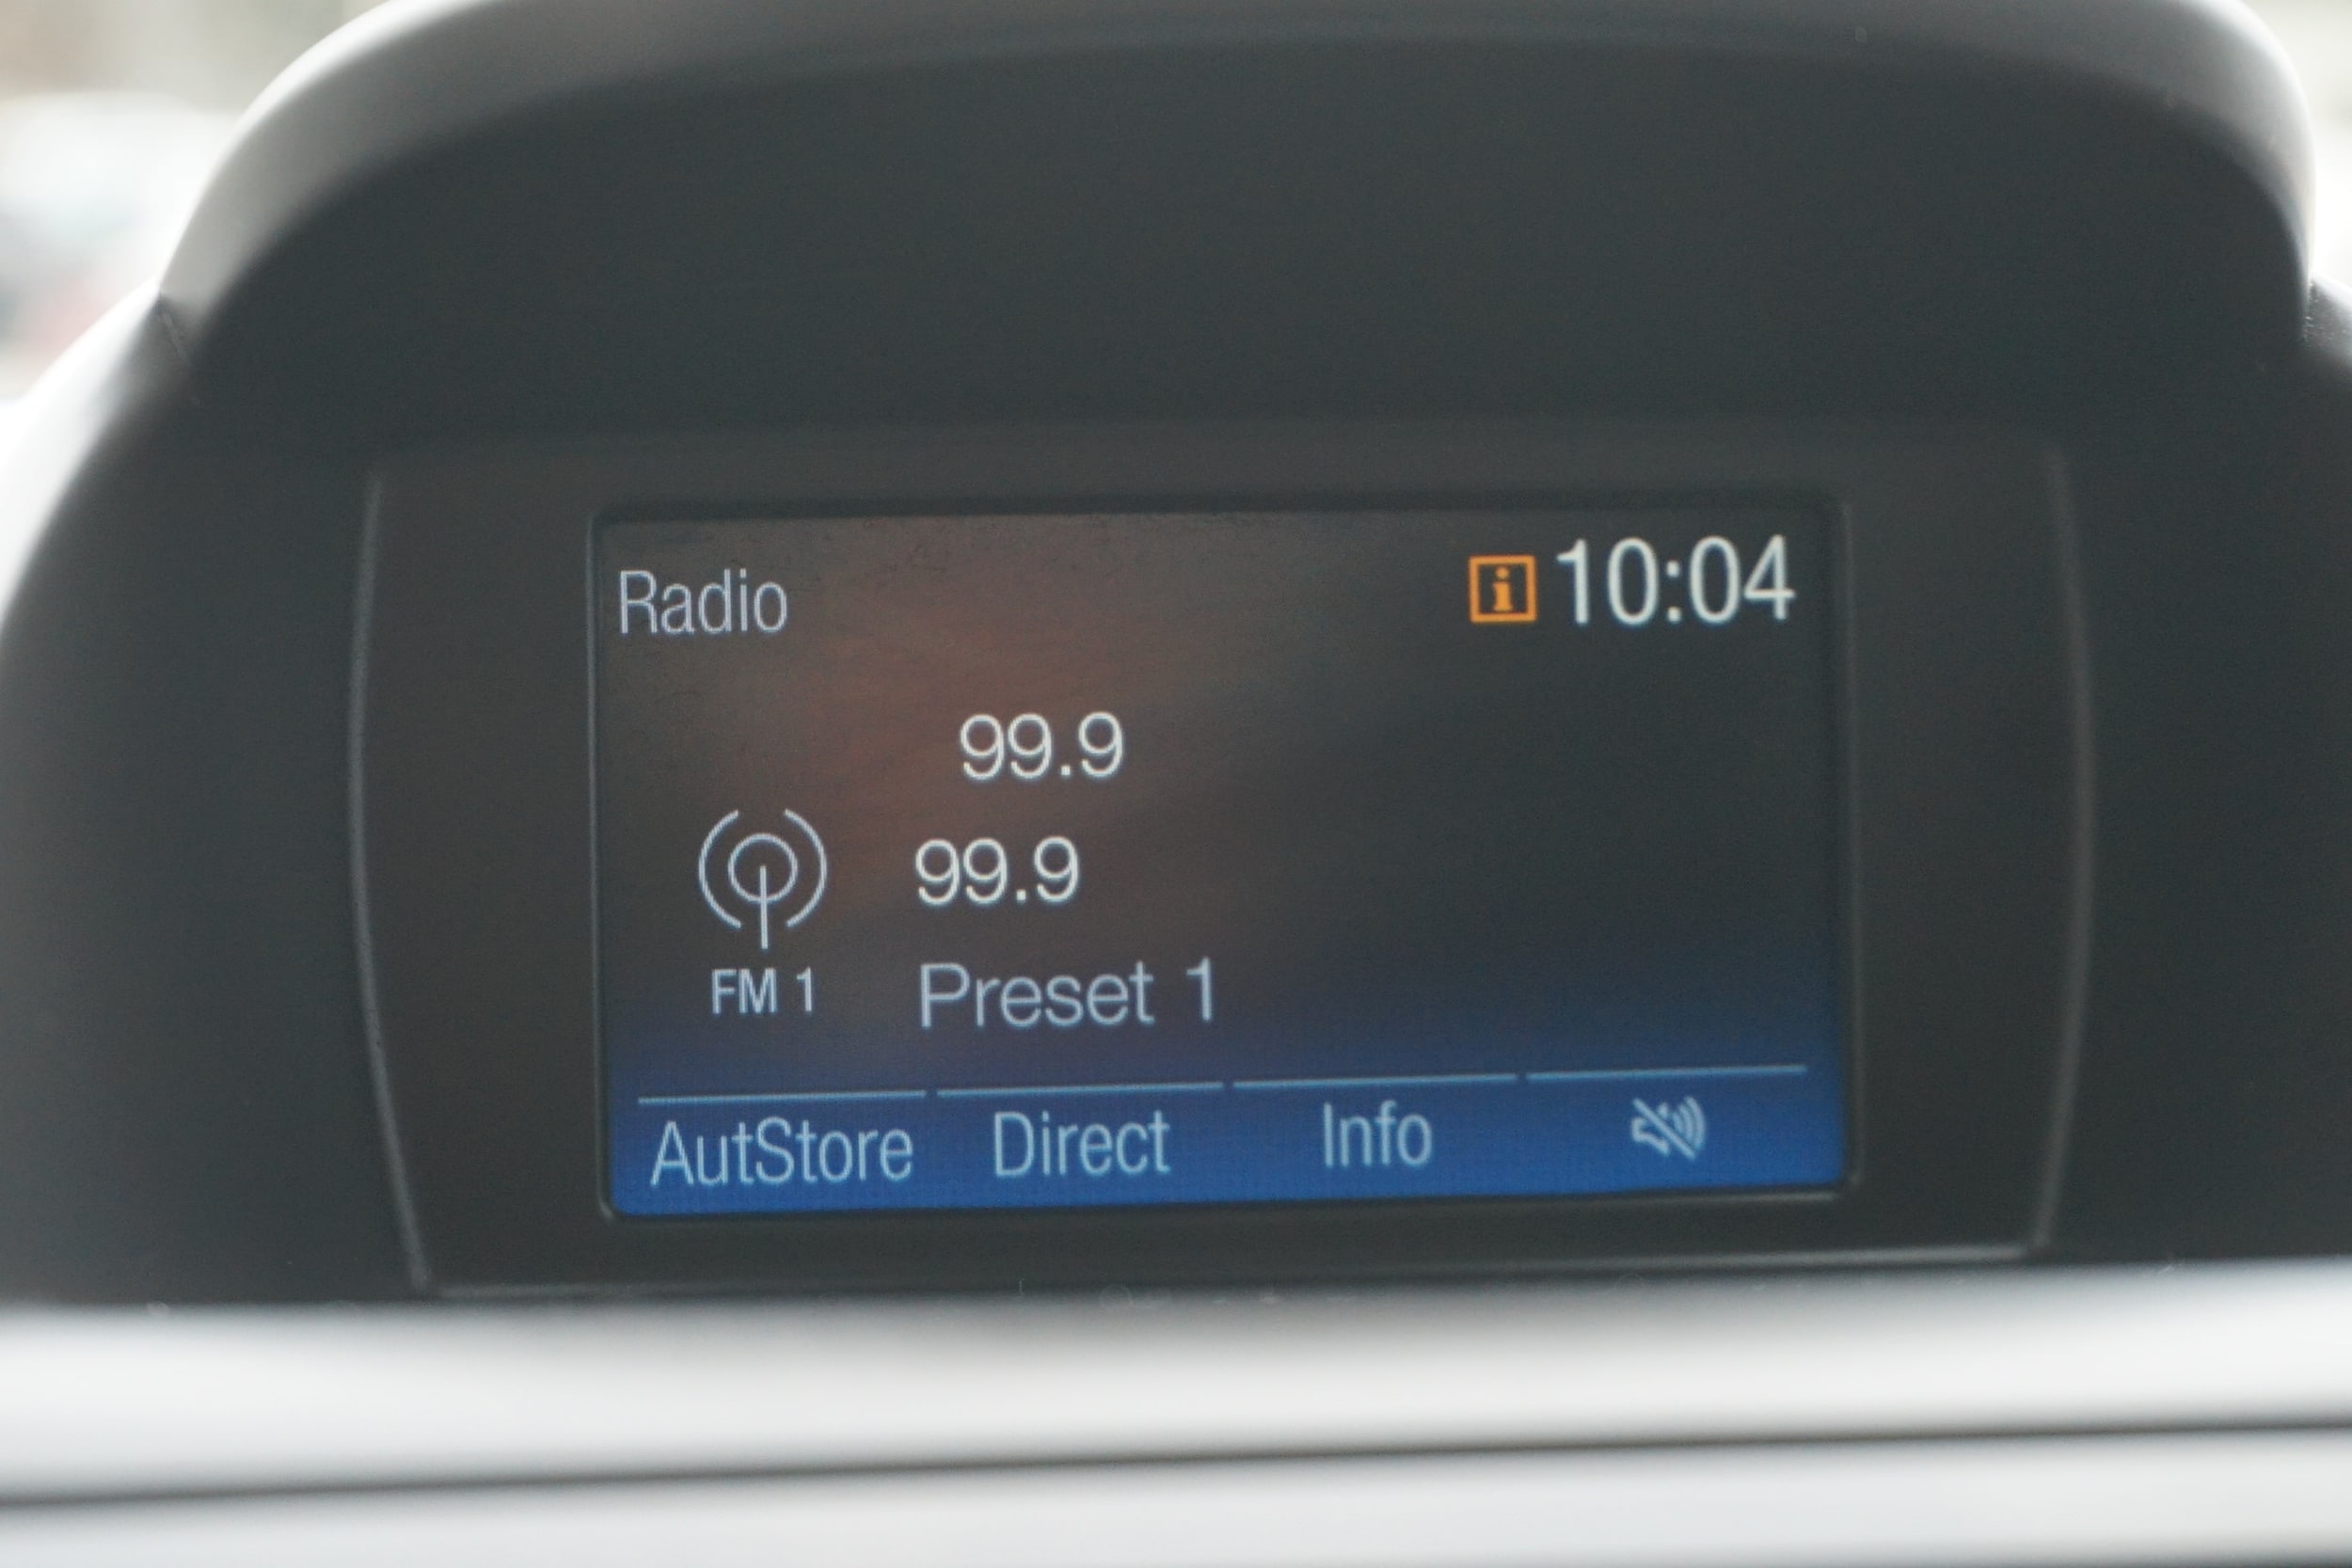 Radio
i 10:04
99.9
99.9
FM 1
Preset 1
AutStore Direct Info